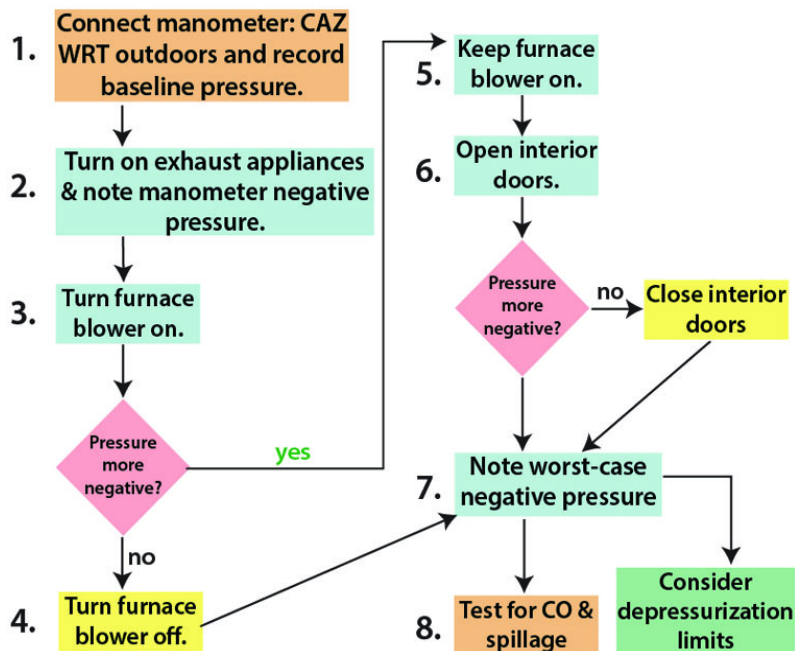 1.
Connect manometer: CAZ
WRT outdoors and record
baseline pressure.
2.
Turn on exhaust appliances
& note manometer negative
pressure.
3.
Turn furnace
blower on.
Pressure
more
negative?
yes
no
4.
Turn furnace
blower off.
5.
Keep furnace
blower on.
6.
Open interior
doors.
Pressure
more
negative?
no
Close interior
doors
7.
Note worst-case
negative pressure
8.
Test for CO &
spillage
Consider
depressurization
limits